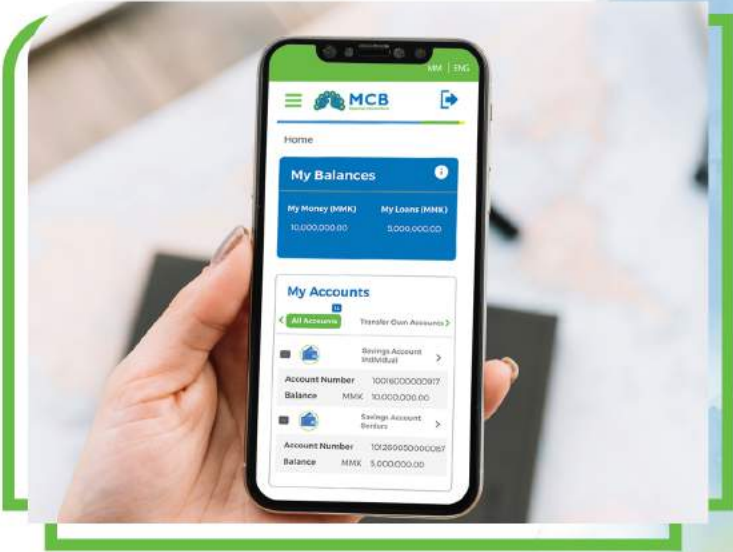 MM | ENG
MCB
Home
My Balances
My Money (MMK) My Loans (MMK)
10,000,000.00 5,000,000.00
My Accounts
All Accounts Transfer Own Accounts
Savings Account
Individual
Account Number
Balance MMK 10,000,000.00
Savings Account
Account Number
Balance MMK 5,000,000.00